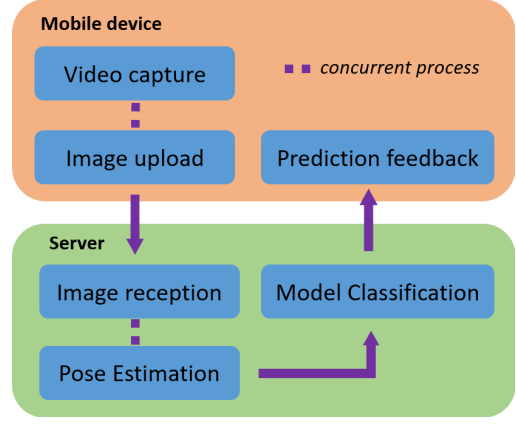 Mobile device
Video capture
concurrent process
Image upload
Prediction feedback
Server
Image reception
Model Classification
Pose Estimation